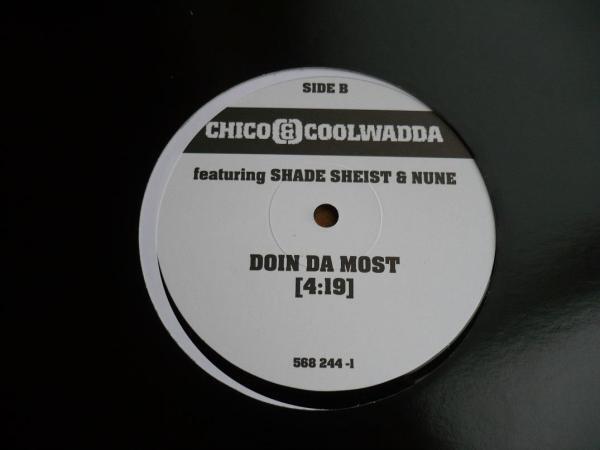 SIDE B
CHICO & COOLWADDA
featuring SHADE SHEIST & NUNE
DOIN DA MOST
[4:19]
568 244-1